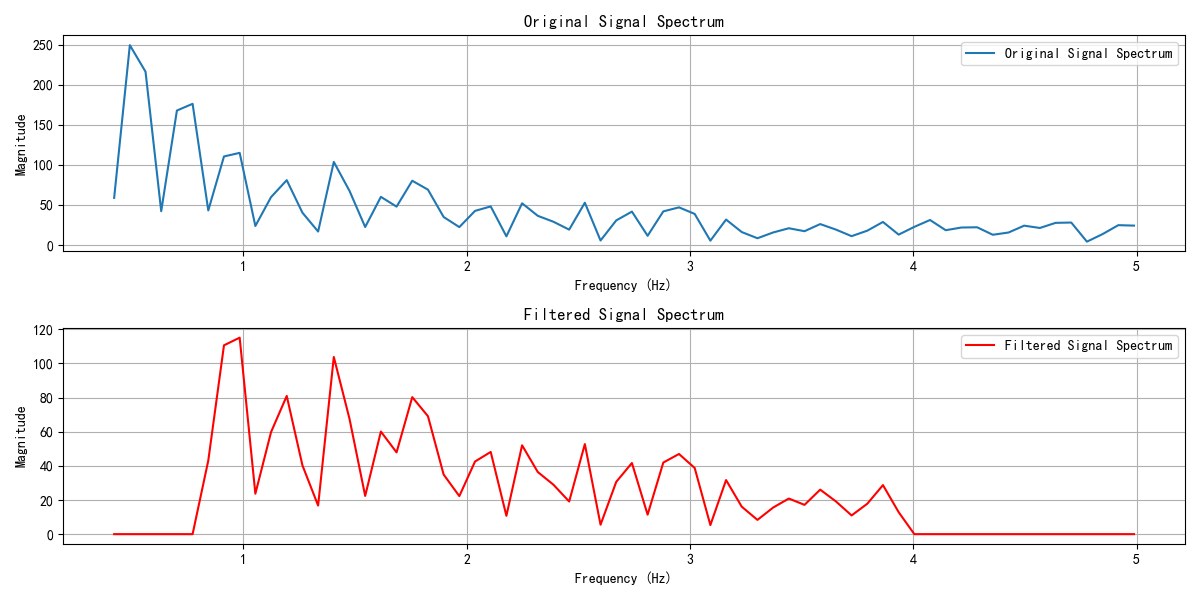 Original Signal Spectrum
250
200
150
100
50
0
Magnitude
Original Signal Spectrum
1 2 3 4 5
Frequency (Hz)
Filtered Signal Spectrum
120
100
80
60
40
20
0
Magnitude
Filtered Signal Spectrum
1 2 3 4 5
Frequency (Hz)